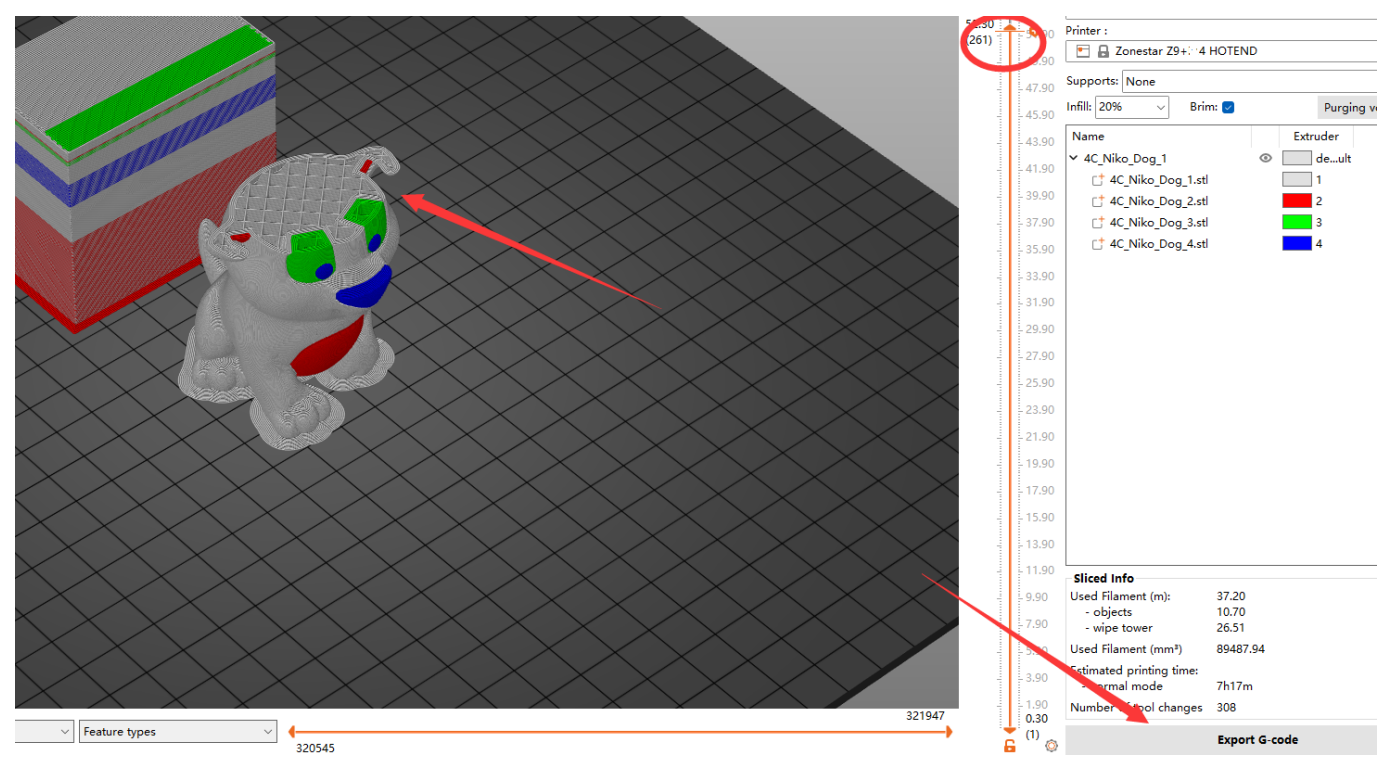 (261)
47.90
45.90
43.90
41.90
39.90
37.90
35.90
33.90
31.90
29.90
27.90
25.90
23.90
21.90
19.90
17.90
15.90
13.90
11.90
9.90
7.90
3.90
1.90
0.30
(1)
Printer :
Zonestar Z9+ 4 HOTEND
Supports: None
Infill: 20% Brim: Purging
Name Extruder
4C_Niko_Dog_1 de...ult
4C_Niko_Dog_1.stl 1
4C_Niko_Dog_2.stl 2
4C_Niko_Dog_3.stl 3
4C_Niko_Dog_4.stl 4
Sliced Info
Used Filament (m): 37.20
- objects 10.70
- wipe tower 26.51
Used Filament (mm³) 89487.94
Estimated printing time:
- normal mode 7h17m
Number of tool changes 308
Export G-code
Feature types
321947
320545